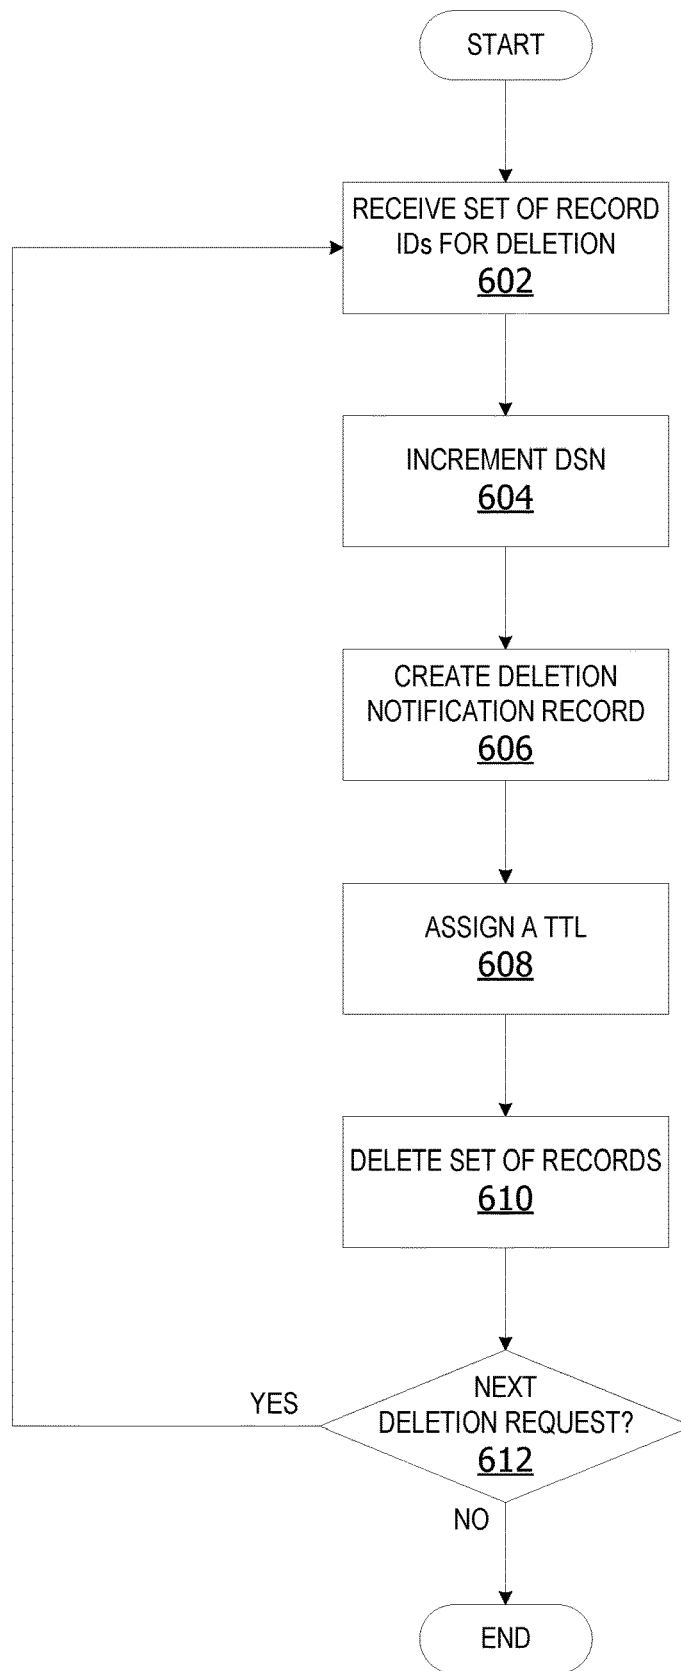 START
RECEIVE SET OF RECORD
IDs FOR DELETION
602
INCREMENT DSN
604
CREATE DELETION
NOTIFICATION RECORD
606
ASSIGN A TTL
608
DELETE SET OF RECORDS
610
NEXT
DELETION REQUEST?
612
YES
NO
END